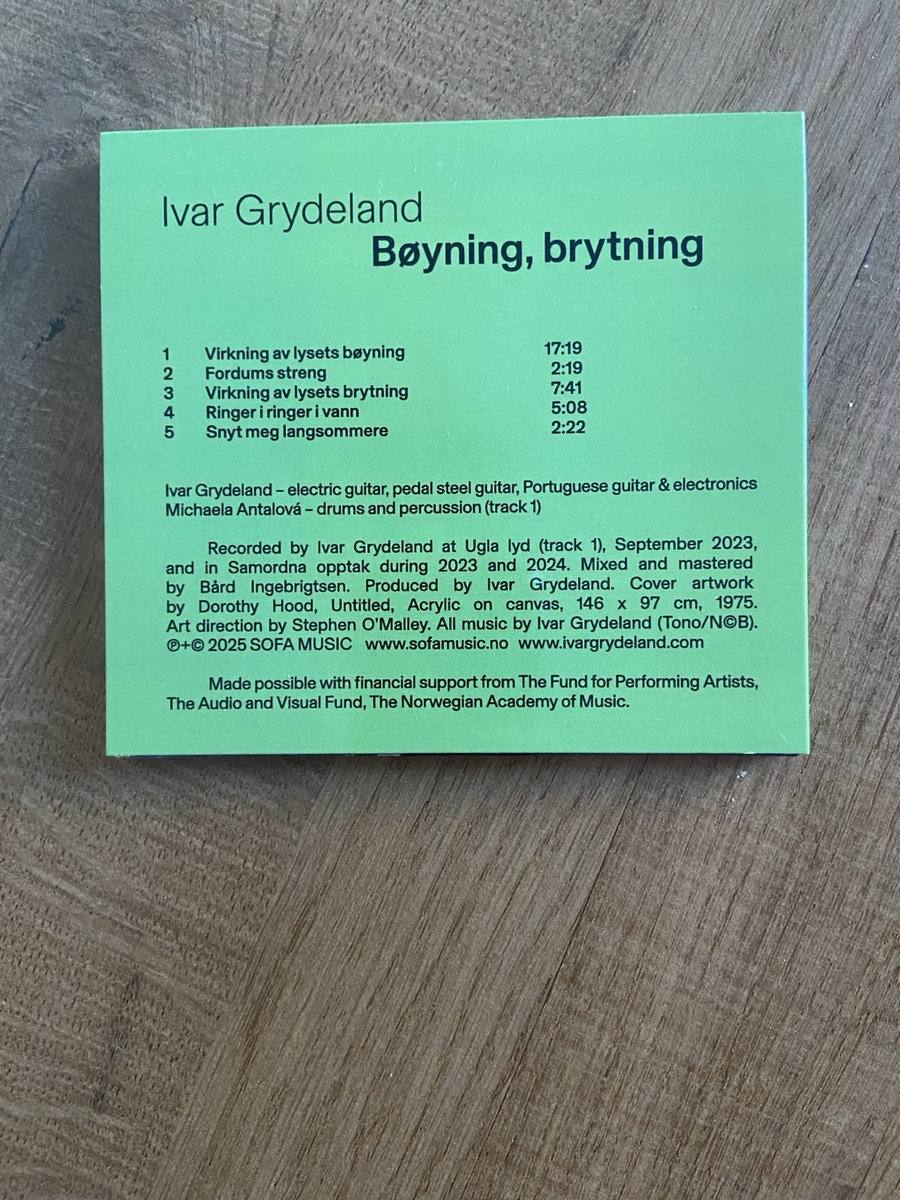 Ivar Grydeland
Bøyning, brytning
1 Virkning av lysets bøyning 17:19
2 Fordums streng 2:19
3 Virkning av lysets brytning 7:41
4 Ringer i ringer i vann 5:08
5 Snyt meg langsommere 2:22
Ivar Grydeland – electric guitar, pedal steel guitar, Portuguese guitar & electronics
Michaela Antalová – drums and percussion (track 1)
Recorded by Ivar Grydeland at Ugla lyd (track 1), September 2023,
and in Samordna opptak during 2023 and 2024. Mixed and mastered
by Bård Ingebrigtsen. Produced by Ivar Grydeland. Cover artwork
by Dorothy Hood, Untitled, Acrylic on canvas, 146 x 97 cm, 1975.
Art direction by Stephen O'Malley. All music by Ivar Grydeland (Tono/N©B).
℗+© 2025 SOFA MUSIC www.sofamusic.no www.ivargrydeland.com
Made possible with financial support from The Fund for Performing Artists,
The Audio and Visual Fund, The Norwegian Academy of Music.